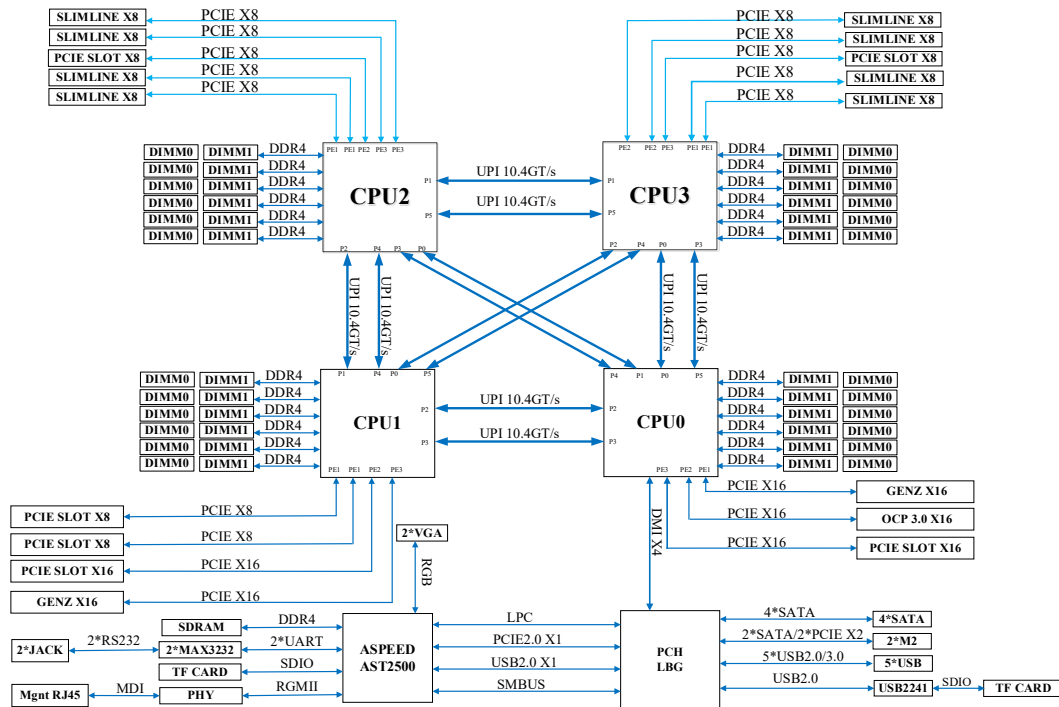 SLIMLINE X8 PCIE X8 PCIE X8 SLIMLINE X8
SLIMLINE X8 PCIE X8 PCIE X8 SLIMLINE X8
PCIE SLOT X8 PCIE X8 PCIE X8 PCIE SLOT X8
SLIMLINE X8 PCIE X8 PCIE X8 SLIMLINE X8
SLIMLINE X8 PCIE X8 PCIE X8 SLIMLINE X8
PE1 PE1 PE2 PE3 PE3 PE2 PE2 PE3 PE1 PE1
DIMM0 DIMM1 DDR4 DDR4 DIMM1 DIMM0
DIMM0 DIMM1 DDR4 DDR4 DIMM1 DIMM0
DIMM0 DIMM1 DDR4 DDR4 DIMM1 DIMM0
DIMM0 DIMM1 DDR4 DDR4 DIMM1 DIMM0
DIMM0 DIMM1 DDR4 DDR4 DIMM1 DIMM0
DIMM0 DIMM1 DDR4 DDR4 DIMM1 DIMM0
CPU2 CPU3
P1 UPI 10.4GT/s P1
P5 UPI 10.4GT/s P5
P2 P4 P3 P0 P2 P4 P0 P3
UPI 10.4GT/s UPI 10.4GT/s UPI 10.4GT/s UPI 10.4GT/s
P1 P4 P0 P5 P4 P1 P0 P5
DIMM0 DIMM1 DDR4 DDR4 DIMM1 DIMM0
DIMM0 DIMM1 DDR4 DDR4 DIMM1 DIMM0
DIMM0 DIMM1 DDR4 DDR4 DIMM1 DIMM0
DIMM0 DIMM1 DDR4 DDR4 DIMM1 DIMM0
DIMM0 DIMM1 DDR4 DDR4 DIMM1 DIMM0
DIMM0 DIMM1 DDR4 DDR4 DIMM1 DIMM0
CPU1 CPU0
P2 UPI 10.4GT/s P2
P3 UPI 10.4GT/s P3
PE1 PE1 PE2 PE3 PE3 PE2 PE1
PCIE X16 GENZ X16
PCIE SLOT X8 PCIE X8 PCIE X16 OCP 3.0 X16
PCIE SLOT X8 PCIE X8 2*VGA DMI X4 PCIE X16 PCIE SLOT X16
PCIE SLOT X16 PCIE X16 RGB
GENZ X16 PCIE X16
SDRAM DDR4 LPC 4*SATA 4*SATA
2*JACK 2*RS232 2*MAX3232 2*UART PCIE2.0 X1 2*SATA/2*PCIE X2 2*M2
ASPEED PCH
AST2500 LBG
TF CARD SDIO USB2.0 X1 5*USB2.0/3.0 5*USB
Mgnt RJ45 MDI PHY RGMII SMBUS USB2.0 USB2241 SDIO TF CARD